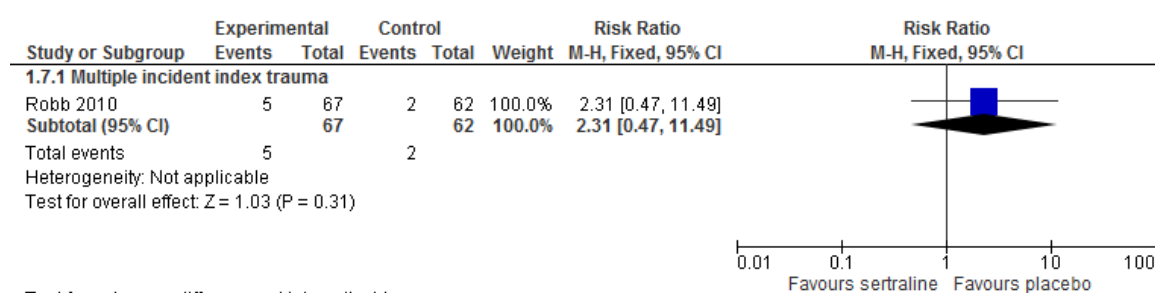 Experimental Control Risk Ratio Risk Ratio
Study or Subgroup Events Total Events Total Weight M-H, Fixed, 95% CI M-H, Fixed, 95% CI
1.7.1 Multiple incident index trauma
Robb 2010 5 67 2 62 100.0% 2.31 [0.47, 11.49]
Subtotal (95% CI) 67 62 100.0% 2.31 [0.47, 11.49]
Total events 5 2
Heterogeneity: Not applicable
Test for overall effect: Z = 1.03 (P = 0.31)
0.01 0.1 1 10 100
Favours sertraline Favours placebo